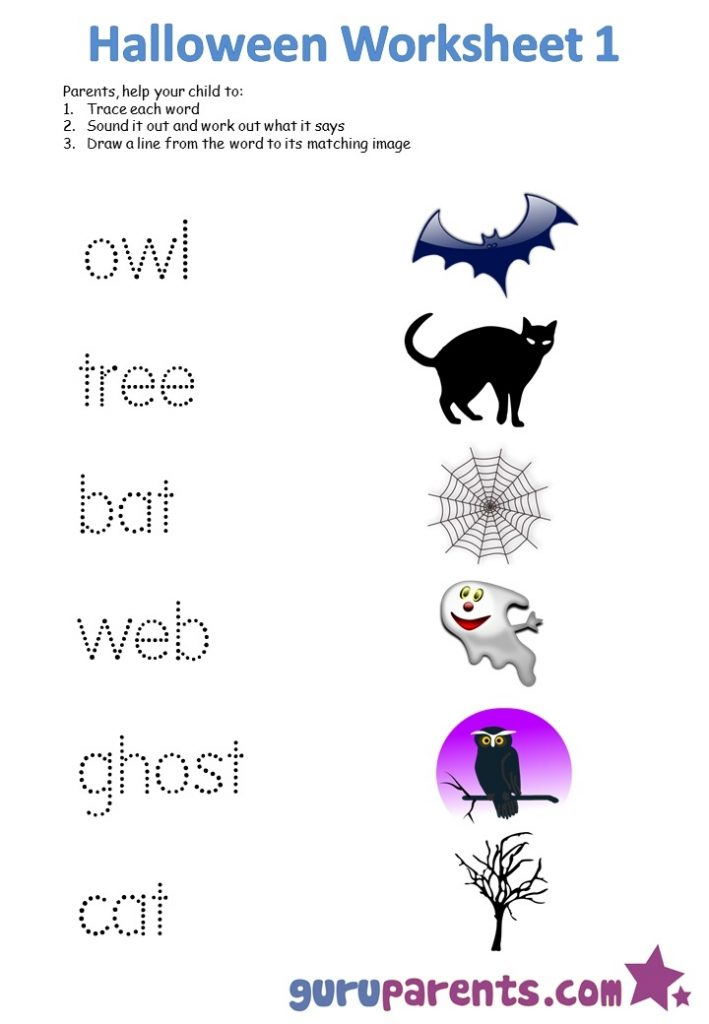 Halloween Worksheet 1
Parents, help your child to:
1. Trace each word
2. Sound it out and work out what it says
3. Draw a line from the word to its matching image
owl
tree
bat
web
ghost
cat
guruparents.com